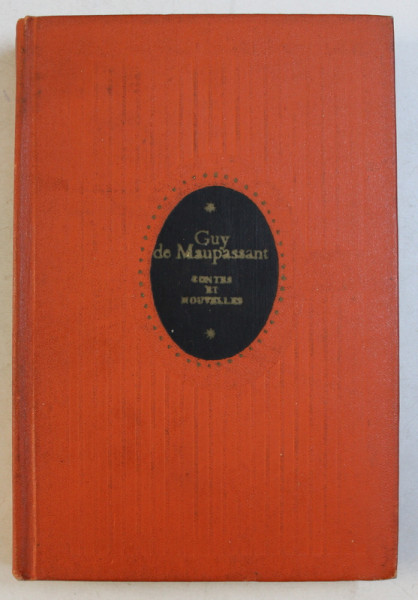 Guy
de Maupassant
CONTES
ET
NOUVELLES